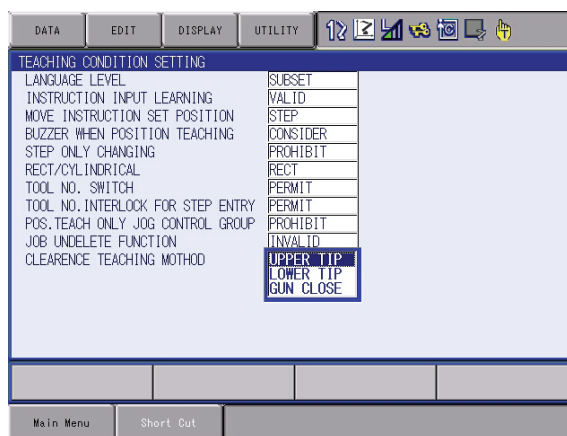 DATA EDIT DISPLAY UTILITY
TEACHING CONDITION SETTING
LANGUAGE LEVEL SUBSET
INSTRUCTION INPUT LEARNING VALID
MOVE INSTRUCTION SET POSITION STEP
BUZZER WHEN POSITION TEACHING CONSIDER
STEP ONLY CHANGING PROHIBIT
RECT/CYLINDRICAL RECT
TOOL NO. SWITCH PERMIT
TOOL NO. INTERLOCK FOR STEP ENTRY PERMIT
POS.TEACH ONLY JOG CONTROL GROUP PROHIBIT
JOB UNDELETE FUNCTION INVALID
CLEARENCE TEACHING MOTHOD UPPER TIP
LOWER TIP
GUN CLOSE
Main Menu Short Cut